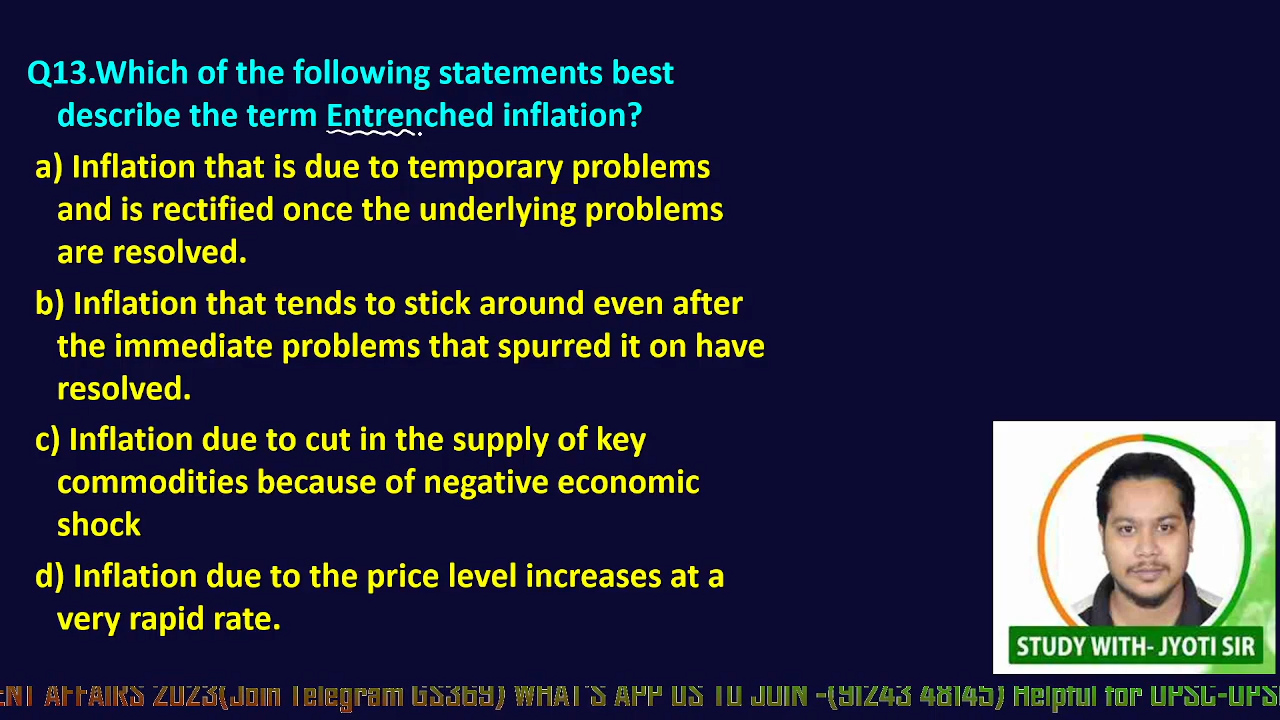 Q13.Which of the following statements best
describe the term Entrenched inflation?
a) Inflation that is due to temporary problems
and is rectified once the underlying problems
are resolved.
b) Inflation that tends to stick around even after
the immediate problems that spurred it on have
resolved.
c) Inflation due to cut in the supply of key
commodities because of negative economic
shock
d) Inflation due to the price level increases at a
very rapid rate.
STUDY WITH- JYOTI SIR
ENT AFFAIRS 2023(Join Telegram GS369) WHAT'S APP US TO JOIN -(91243 48145) Helpful for UPSC-OPS